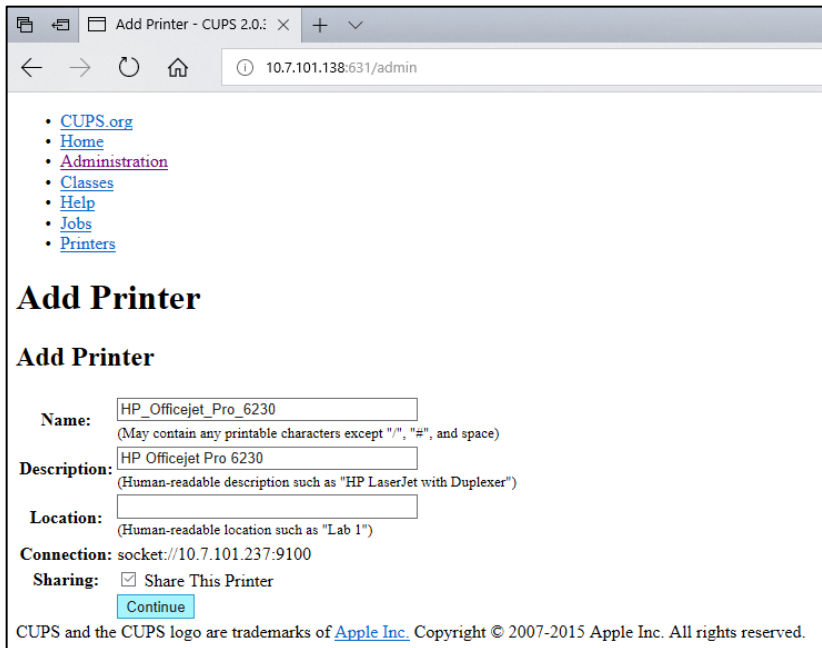 Add Printer - CUPS 2.0.:
10.7.101.138:631/admin
• CUPS.org
• Home
• Administration
• Classes
• Help
• Jobs
• Printers
Add Printer
Add Printer
Name: HP_Officejet_Pro_6230
(May contain any printable characters except "/", "#", and space)
Description: HP Officejet Pro 6230
(Human-readable description such as "HP LaserJet with Duplexer")
Location:
(Human-readable location such as "Lab 1")
Connection: socket://10.7.101.237:9100
Sharing: Share This Printer
Continue
CUPS and the CUPS logo are trademarks of Apple Inc. Copyright © 2007-2015 Apple Inc. All rights reserved.